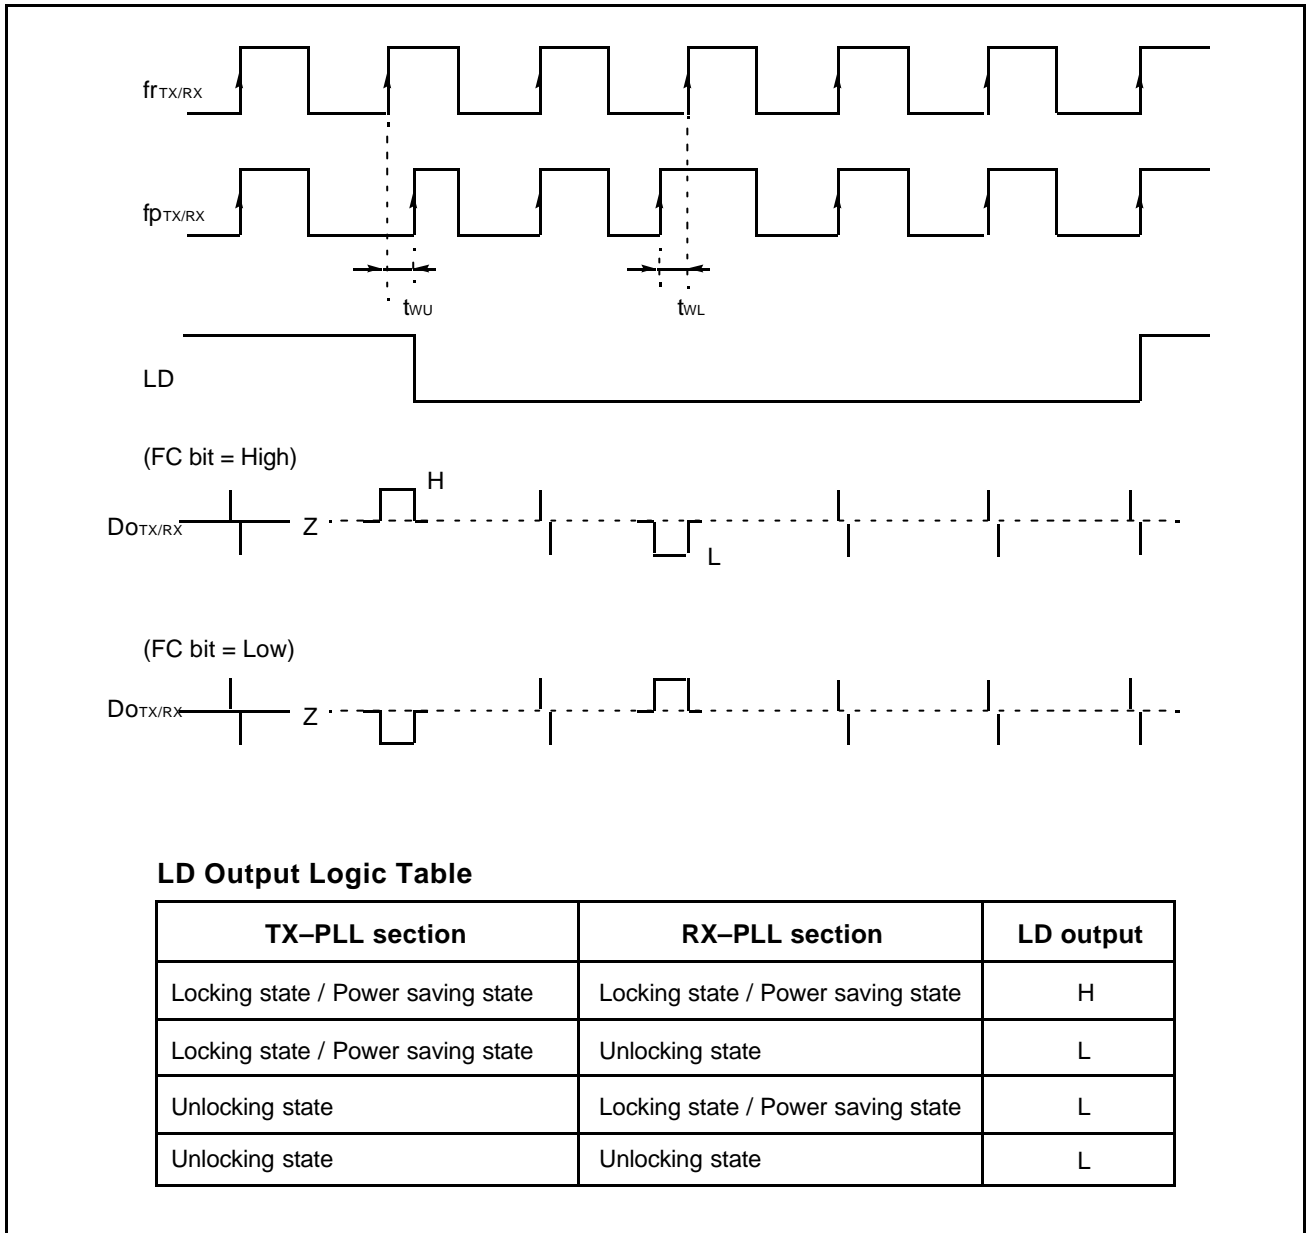 frTX/RX
fpTX/RX
tWU
tWL
LD
(FC bit = High)
H
DoTX/RX
Z
L
(FC bit = Low)
DoTX/RX
Z
LD Output Logic Table
TX–PLL section RX–PLL section LD output
Locking state / Power saving state Locking state / Power saving state H
Locking state / Power saving state Unlocking state L
Unlocking state Locking state / Power saving state L
Unlocking state Unlocking state L